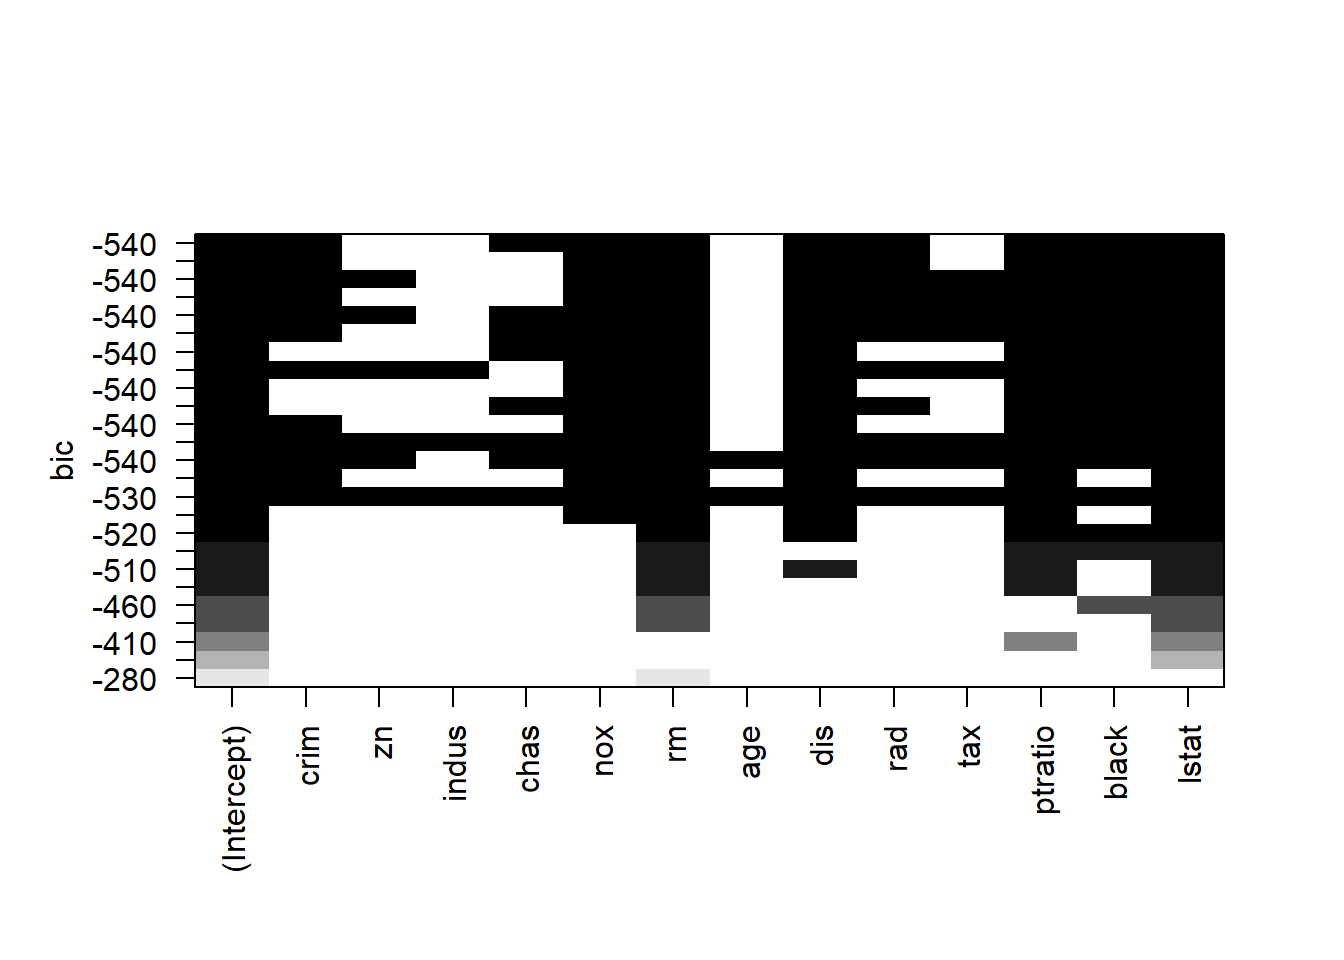 bic
-540
-540
-540
-540
-540
-540
-540
-530
-520
-510
-460
-410
-280
(Intercept)
crim
zn
indus
chas
nox
rm
age
dis
rad
tax
ptratio
black
lstat